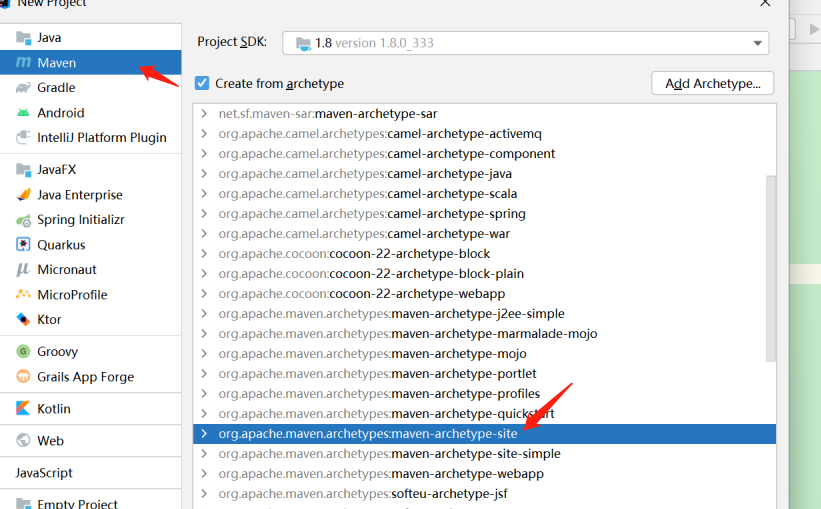 New Project
Java
Maven
Gradle
Android
IntelliJ Platform Plugin
JavaFX
Java Enterprise
Spring Initializr
Quarkus
Micronaut
MicroProfile
Ktor
Groovy
Grails App Forge
Kotlin
Web
JavaScript
Empty Project
Project SDK:
1.8 version 1.8.0_333
Create from archetype
Add Archetype...
net.sf.maven-sar:maven-archetype-sar
org.apache.camel.archetypes:camel-archetype-activemq
org.apache.camel.archetypes:camel-archetype-component
org.apache.camel.archetypes:camel-archetype-java
org.apache.camel.archetypes:camel-archetype-scala
org.apache.camel.archetypes:camel-archetype-spring
org.apache.camel.archetypes:camel-archetype-war
org.apache.cocoon:cocoon-22-archetype-block
org.apache.cocoon:cocoon-22-archetype-block-plain
org.apache.cocoon:cocoon-22-archetype-webapp
org.apache.maven.archetypes:maven-archetype-j2ee-simple
org.apache.maven.archetypes:maven-archetype-marmalade-mojo
org.apache.maven.archetypes:maven-archetype-mojo
org.apache.maven.archetypes:maven-archetype-portlet
org.apache.maven.archetypes:maven-archetype-profiles
org.apache.maven.archetypes:maven-archetype-quickstart
org.apache.maven.archetypes:maven-archetype-site
org.apache.maven.archetypes:maven-archetype-site-simple
org.apache.maven.archetypes:maven-archetype-webapp
org.apache.maven.archetypes:softeu-archetype-jsf